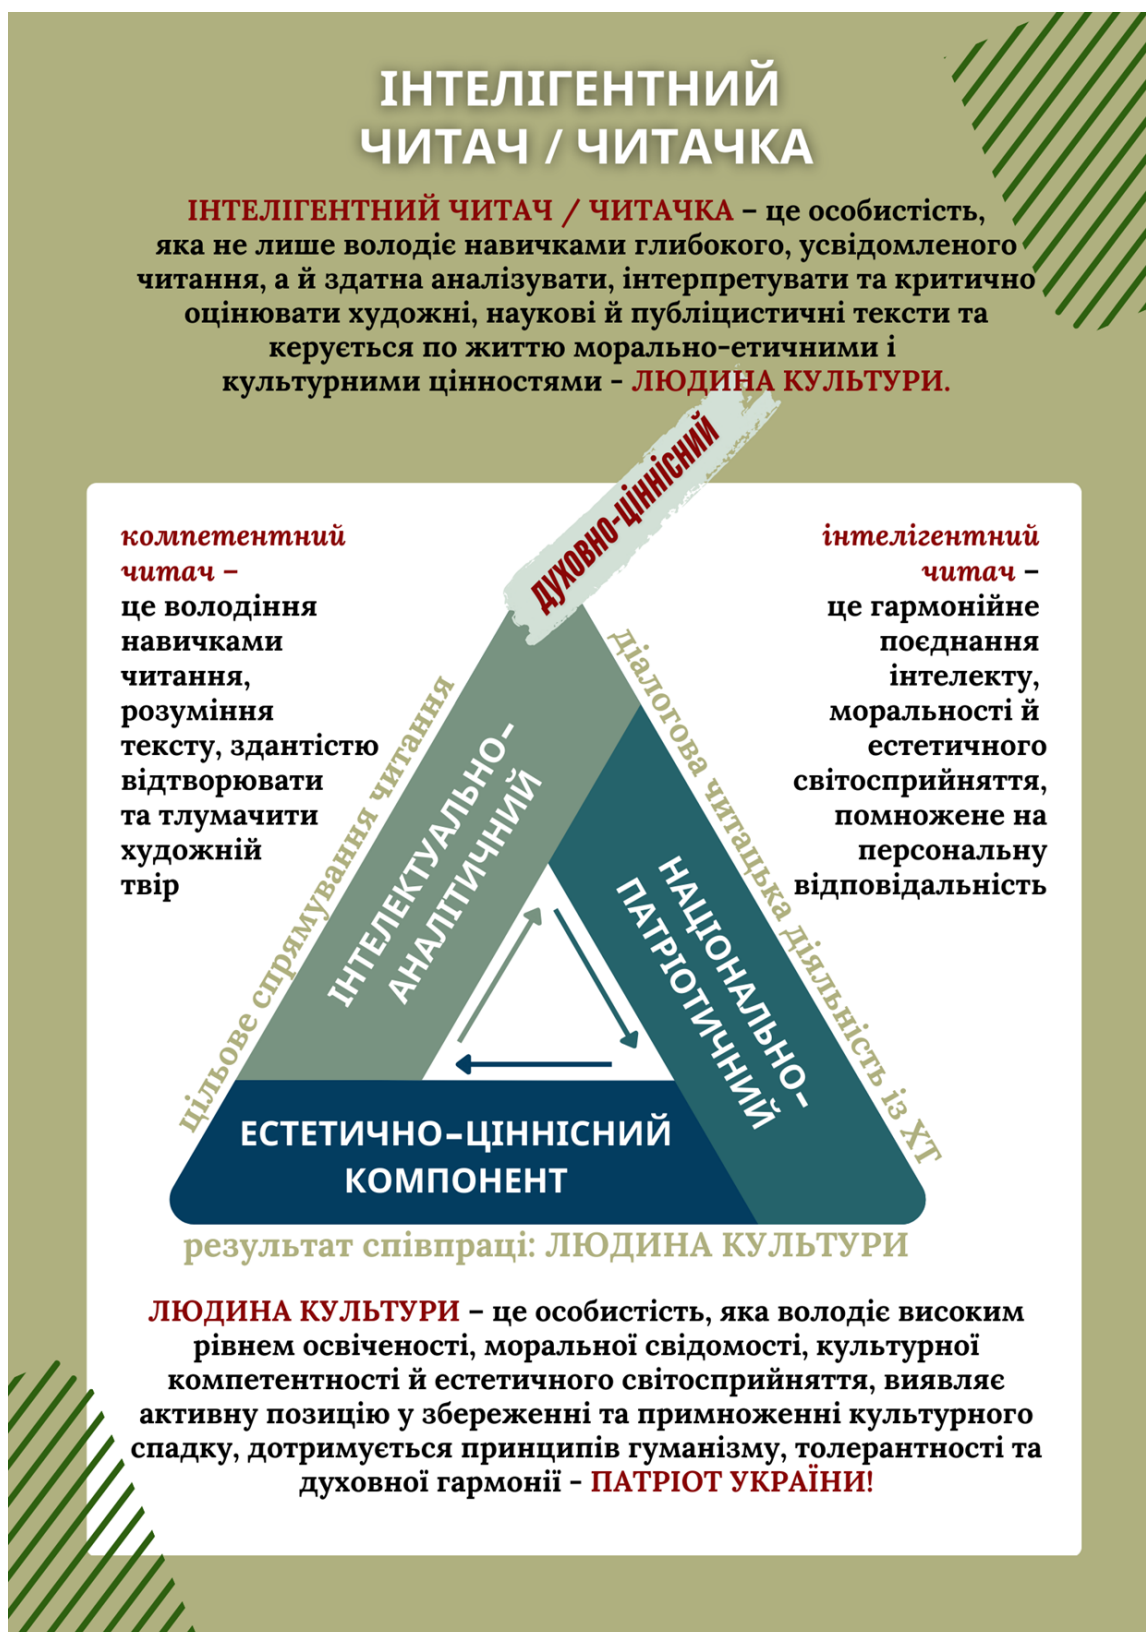 ІНТЕЛІГЕНТНИЙ
ЧИТАЧ / ЧИТАЧКА
ІНТЕЛІГЕНТНИЙ ЧИТАЧ / ЧИТАЧКА – це особистість,
яка не лише володіє навичками глибокого, усвідомленого
читання, а й здатна аналізувати, інтерпретувати та критично
оцінювати художні, наукові й публіцистичні тексти та
керується по життю морально-етичними і
культурними цінностями - ЛЮДИНА КУЛЬТУРИ.
ДУХОВНО-ЦІННІСНИЙ
компетентний
читач –
це володіння
навичками
читання,
розуміння
тексту, здантістю
відтворювати
та тлумачити
художній
твір
інтелігентний
читач –
це гармонійне
поєднання
інтелекту,
моральності й
естетичного
світосприйняття,
помножене на
персональну
відповідальність
цільове спрямування читання
ІНТЕЛЕКТУАЛЬНО-
АНАЛІТИЧНИЙ
діалогова читацька діяльність із ХТ
НАЦІОНАЛЬНО-
ПАТРІОТИЧНИЙ
ЕСТЕТИЧНО-ЦІННІСНИЙ
КОМПОНЕНТ
результат співпраці: ЛЮДИНА КУЛЬТУРИ
ЛЮДИНА КУЛЬТУРИ – це особистість, яка володіє високим
рівнем освіченості, моральної свідомості, культурної
компетентності й естетичного світосприйняття, виявляє
активну позицію у збереженні та примноженні культурного
спадку, дотримується принципів гуманізму, толерантності та
духовної гармонії - ПАТРІОТ УКРАЇНИ!